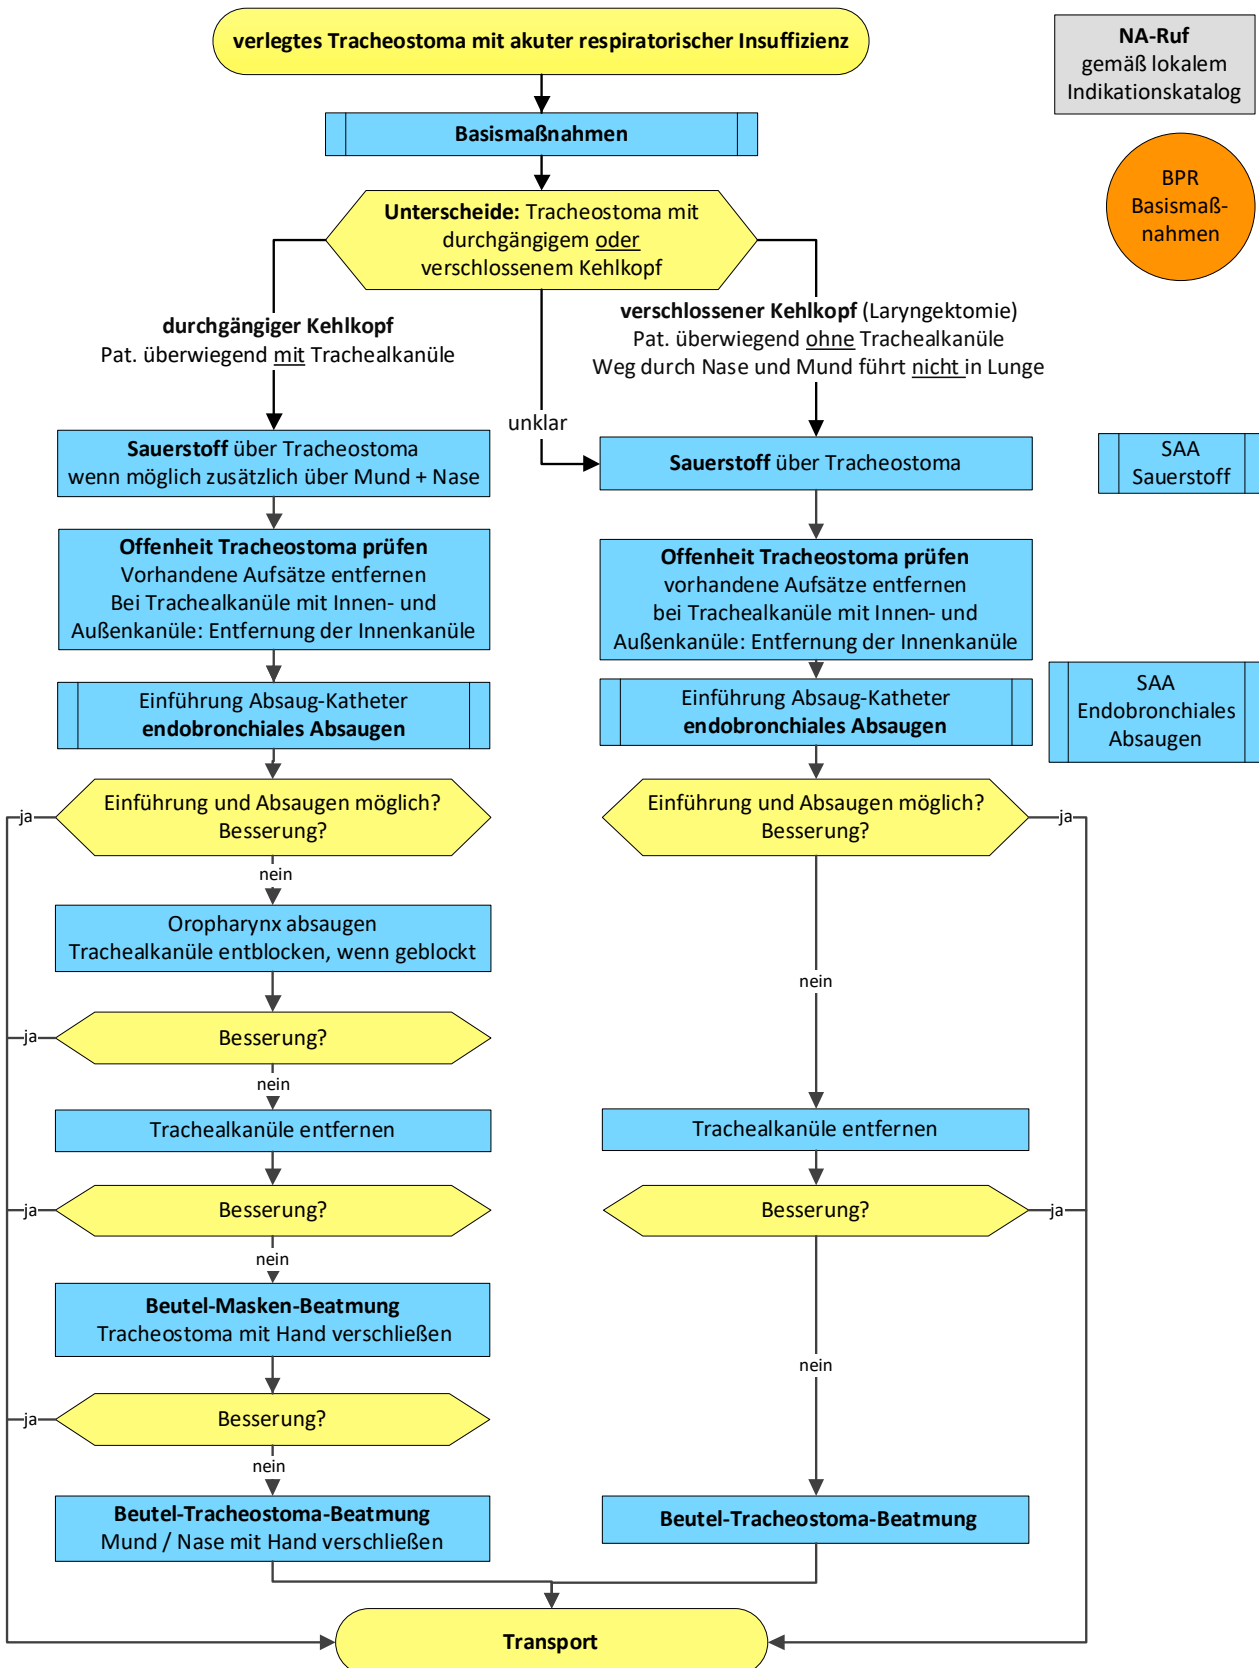 verlegtes Tracheostoma mit akuter respiratorischer Insuffizienz
NA-Ruf
gemäß lokalem
Indikationskatalog
Basismaßnahmen
BPR
Basismaß-
nahmen
Unterscheide: Tracheostoma mit
durchgängigem oder
verschlossenem Kehlkopf
durchgängiger Kehlkopf
Pat. überwiegend mit Trachealkanüle
verschlossener Kehlkopf (Laryngektomie)
Pat. überwiegend ohne Trachealkanüle
Weg durch Nase und Mund führt nicht in Lunge
unklar
Sauerstoff über Tracheostoma
wenn möglich zusätzlich über Mund + Nase
Sauerstoff über Tracheostoma
SAA
Sauerstoff
Offenheit Tracheostoma prüfen
Vorhandene Aufsätze entfernen
Bei Trachealkanüle mit Innen- und
Außenkanüle: Entfernung der Innenkanüle
Offenheit Tracheostoma prüfen
vorhandene Aufsätze entfernen
bei Trachealkanüle mit Innen- und
Außenkanüle: Entfernung der Innenkanüle
Einführung Absaug-Katheter
endobronchiales Absaugen
Einführung Absaug-Katheter
endobronchiales Absaugen
SAA
Endobronchiales
Absaugen
Einführung und Absaugen möglich?
Besserung?
ja
nein
Einführung und Absaugen möglich?
Besserung?
ja
nein
Oropharynx absaugen
Trachealkanüle entblocken, wenn geblockt
Besserung?
ja
nein
Trachealkanüle entfernen
Trachealkanüle entfernen
Besserung?
ja
nein
Besserung?
ja
nein
Beutel-Masken-Beatmung
Tracheostoma mit Hand verschließen
Besserung?
ja
nein
Beutel-Tracheostoma-Beatmung
Mund / Nase mit Hand verschließen
Beutel-Tracheostoma-Beatmung
Transport